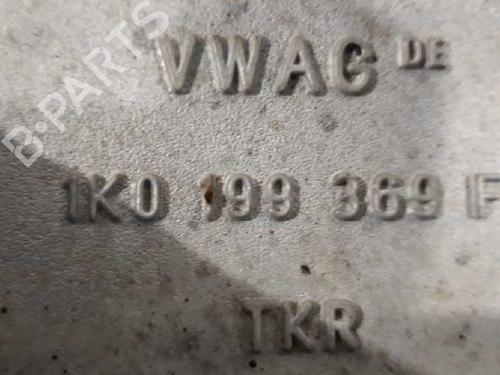 VWAG DE
1K0 199 369 F
TKR
B-PARTS